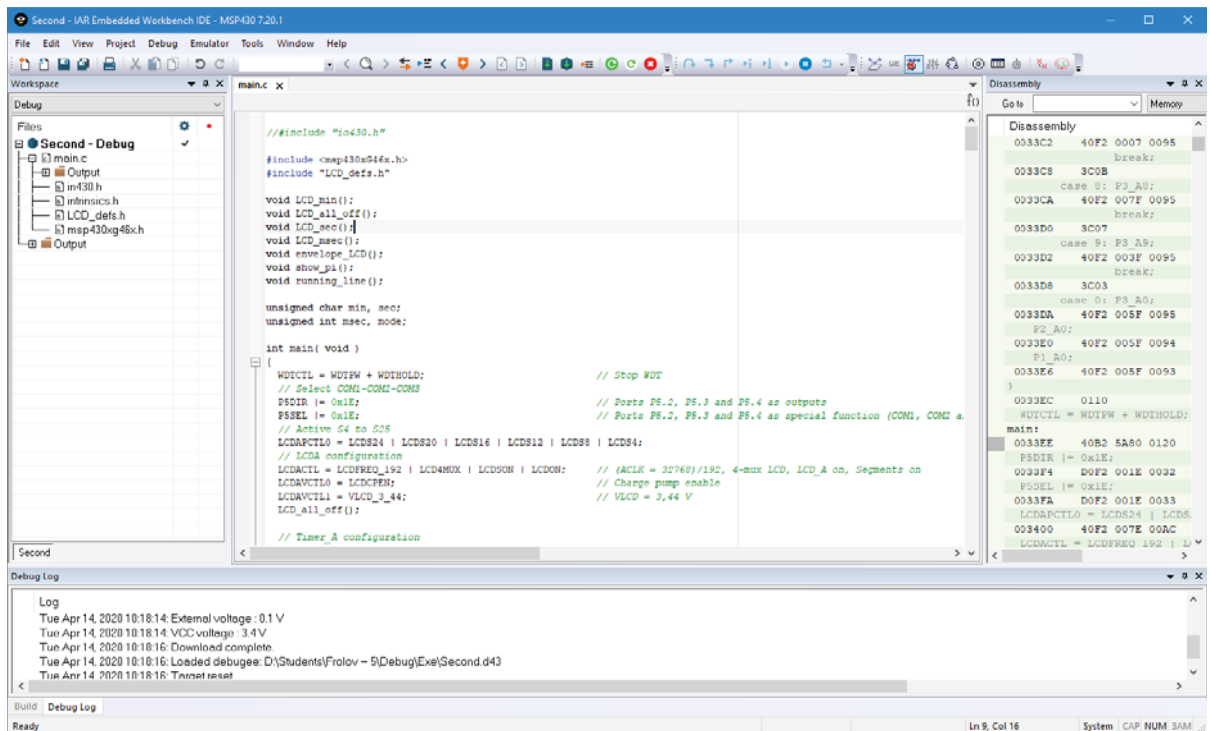 Second - IAR Embedded Workbench IDE - MSP430 7.20.1
File Edit View Project Debug Emulator Tools Window Help
Workspace
Debug
Files
Second - Debug
main.c
Output
in430.h
intrinsics.h
LCD_defs.h
msp430xg46x.h
Output
Second
main.c
f()
//#include "io430.h"
#include <msp430xG46x.h>
#include "LCD_defs.h"
void LCD_min();
void LCD_all_off();
void LCD_sec();
void LCD_msec();
void envelope_LCD();
void show_pi();
void running_line();
unsigned char min, sec;
unsigned int msec, mode;
int main( void )
{
WDTCTL = WDTPW + WDTHOLD; // Stop WDT
// Select COM1-COM2-COM3
P5DIR |= 0x1E; // Ports P5.2, P5.3 and P5.4 as outputs
P5SEL |= 0x1E; // Ports P5.2, P5.3 and P5.4 as special function (COM1, COM2 a
// Active S4 to S25
LCDAPCTL0 = LCDS24 | LCDS20 | LCDS16 | LCDS12 | LCDS8 | LCDS4;
// LCDA configuration
LCDACTL = LCDFREQ_192 | LCD4MUX | LCDSON | LCDON; // (ACLK = 32768)/192, 4-mux LCD, LCD_A on, Segments on
LCDAVCTL0 = LCDCPEN; // Charge pump enable
LCDAVCTL1 = VLCD_3_44; // VLCD = 3,44 V
LCD_all_off();
// Timer_A configuration
Disassembly
Go to Memory
Disassembly
0033C2 40F2 0007 0095
break;
0033C8 3C0B
case 8: P3_A8;
0033CA 40F2 007F 0095
break;
0033D0 3C07
case 9: P3_A9;
0033D2 40F2 003F 0095
break;
0033D8 3C03
case 0: P3_A0;
0033DA 40F2 005F 0095
P2_A0;
0033E0 40F2 005F 0094
P1_A0;
0033E6 40F2 005F 0093
}
0033EC 0110
WDTCTL = WDTPW + WDTHOLD;
main:
0033EE 40B2 5A80 0120
P5DIR |= 0x1E;
0033F4 D0F2 001E 0032
P5SEL |= 0x1E;
0033FA D0F2 001E 0033
LCDAPCTL0 = LCDS24 | LCDS
003400 40F2 007E 00AC
LCDACTL = LCDFREQ_192 | L
Debug Log
Log
Tue Apr 14, 2020 10:18:14: External voltage : 0.1 V
Tue Apr 14, 2020 10:18:14: VCC voltage : 3.4 V
Tue Apr 14, 2020 10:18:16: Download complete.
Tue Apr 14, 2020 10:18:16: Loaded debugee: D:\Students\Frolov – 5\Debug\Exe\Second.d43
Tue Apr 14, 2020 10:18:16: Target reset
Build Debug Log
Ready Ln 9, Col 16 System CAP NUM